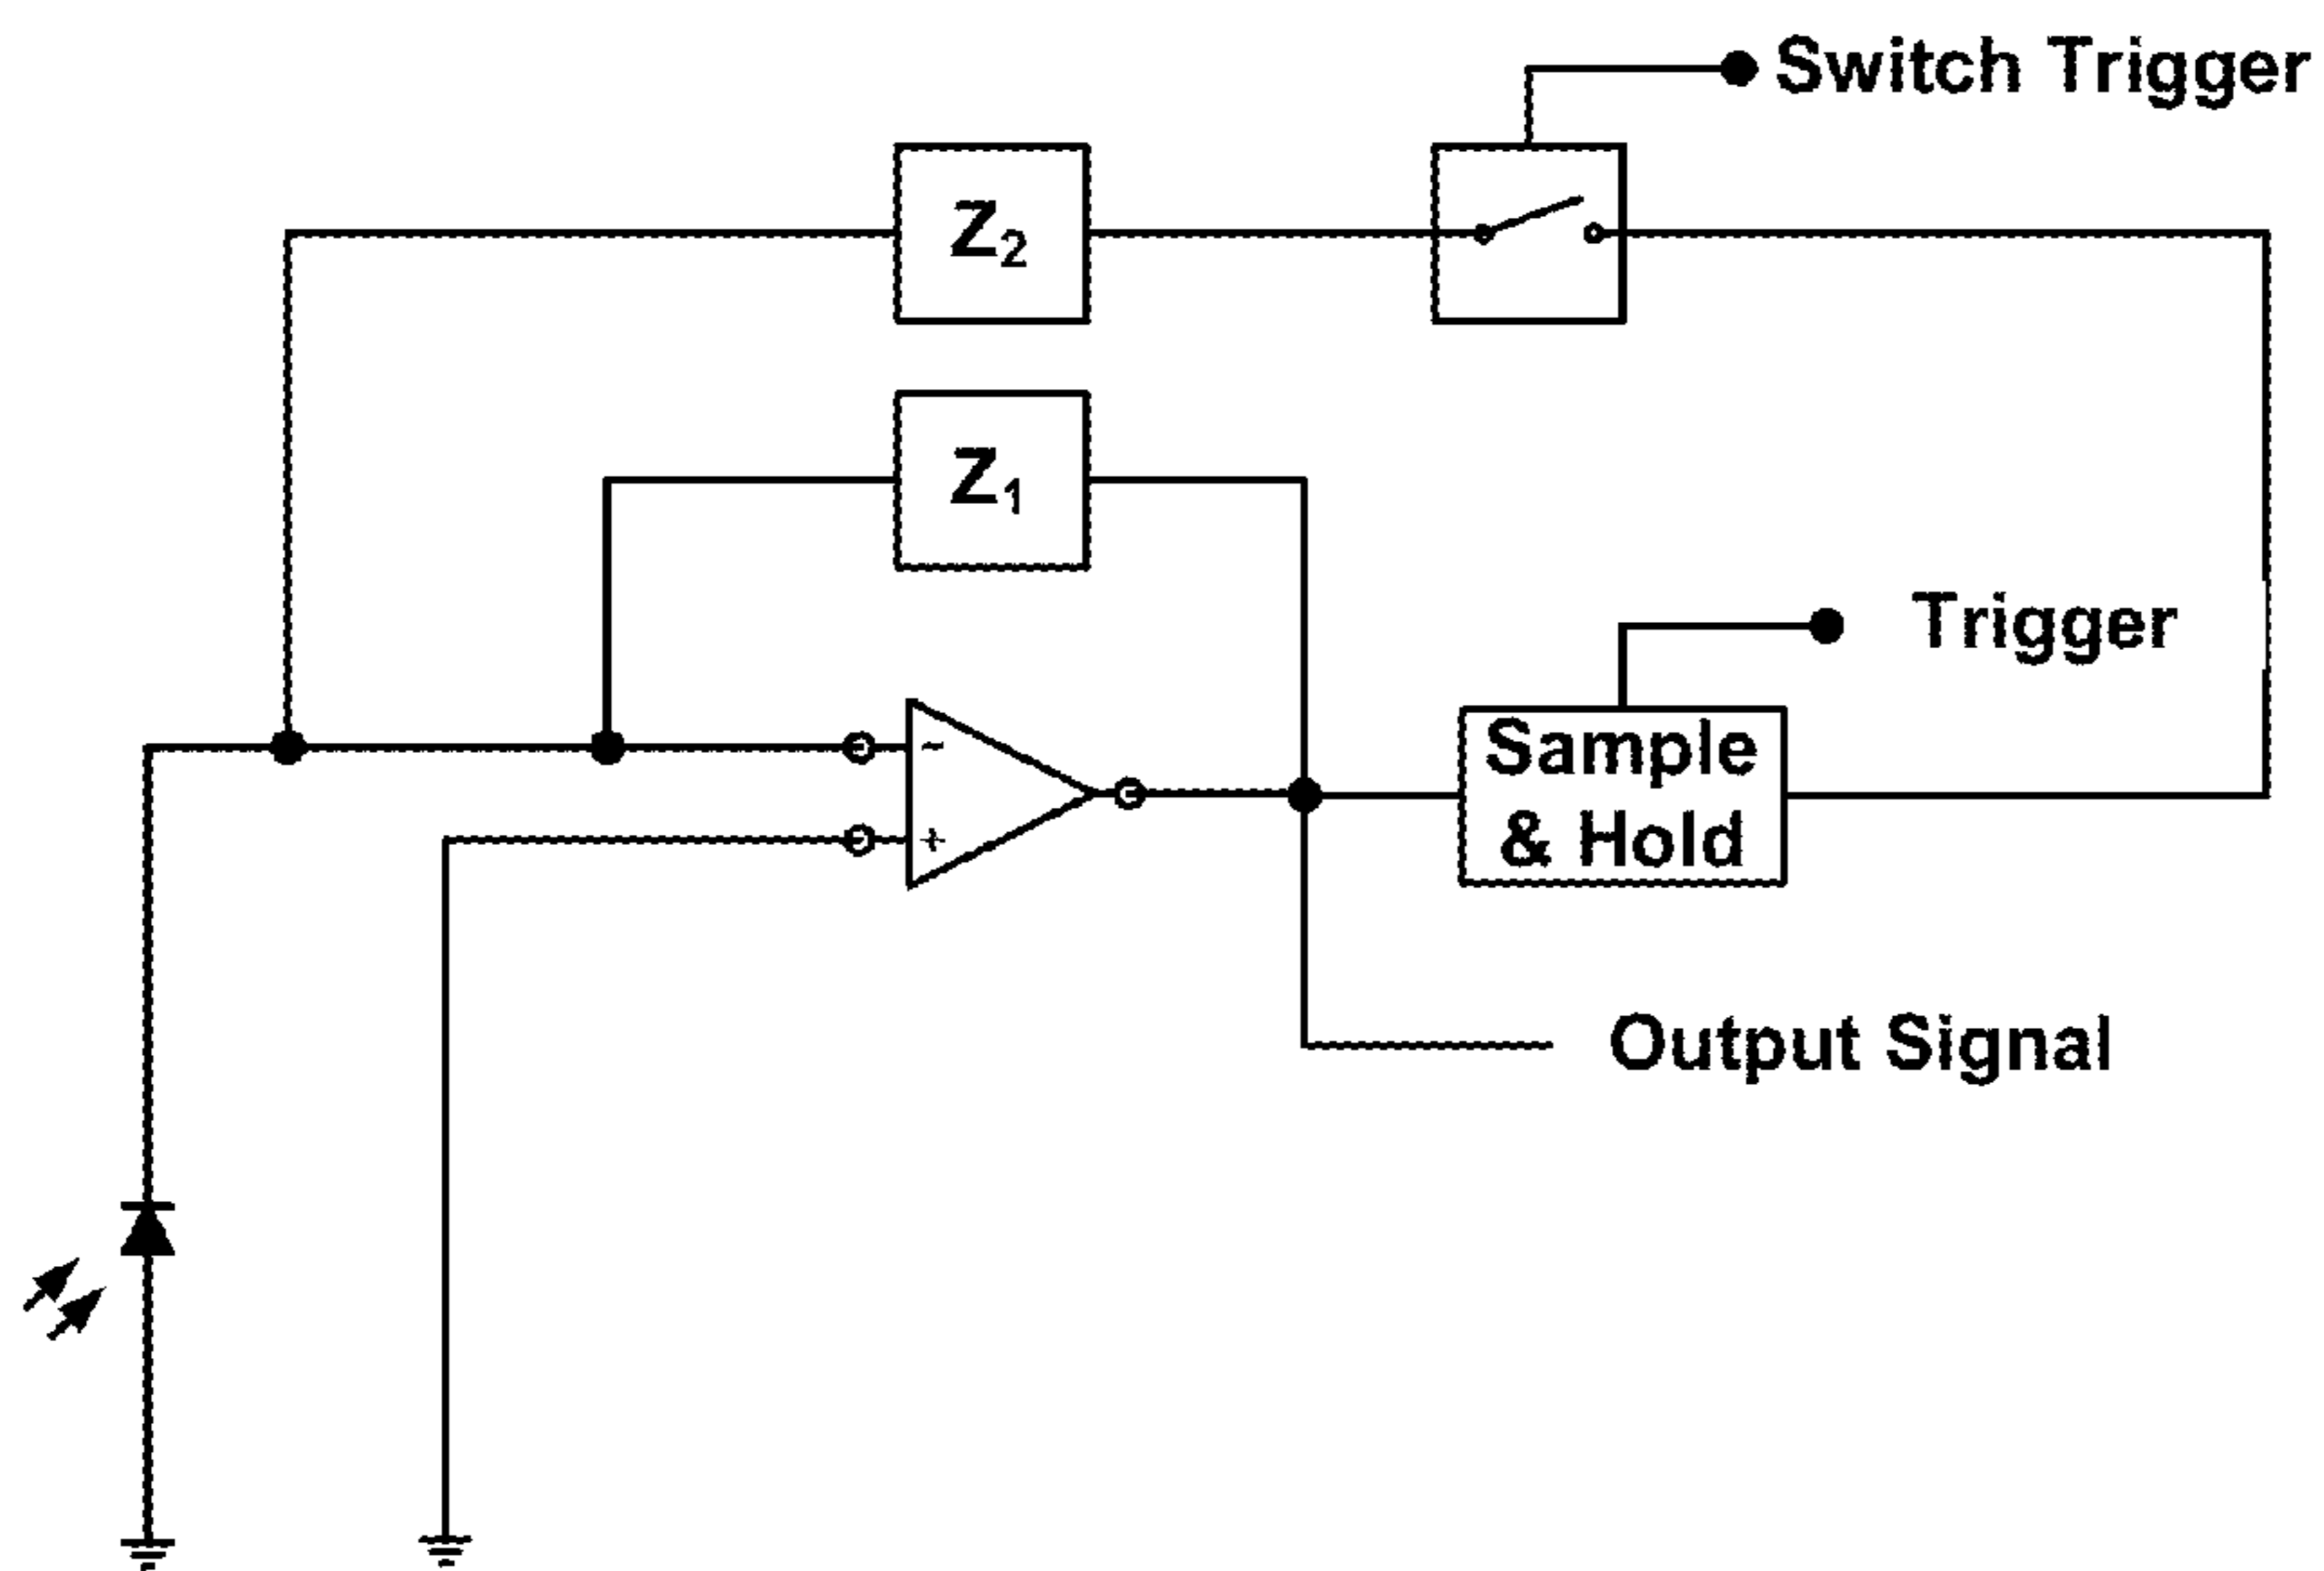 Switch Trigger
Z₂
Z₁
Trigger
-
+
Sample
& Hold
Output Signal